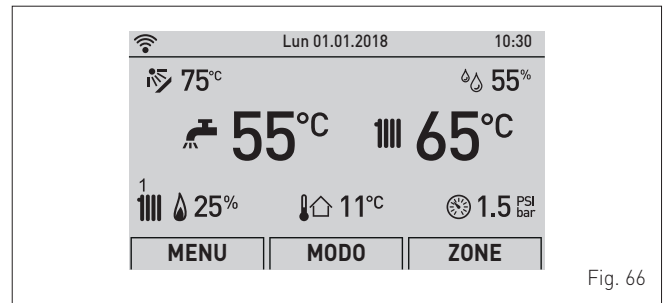 Lun 01.01.2018 10:30
75°C 55%
55°C 65°C
1
25% 11°C 1.5 PSI bar
MENU MODO ZONE
Fig. 66